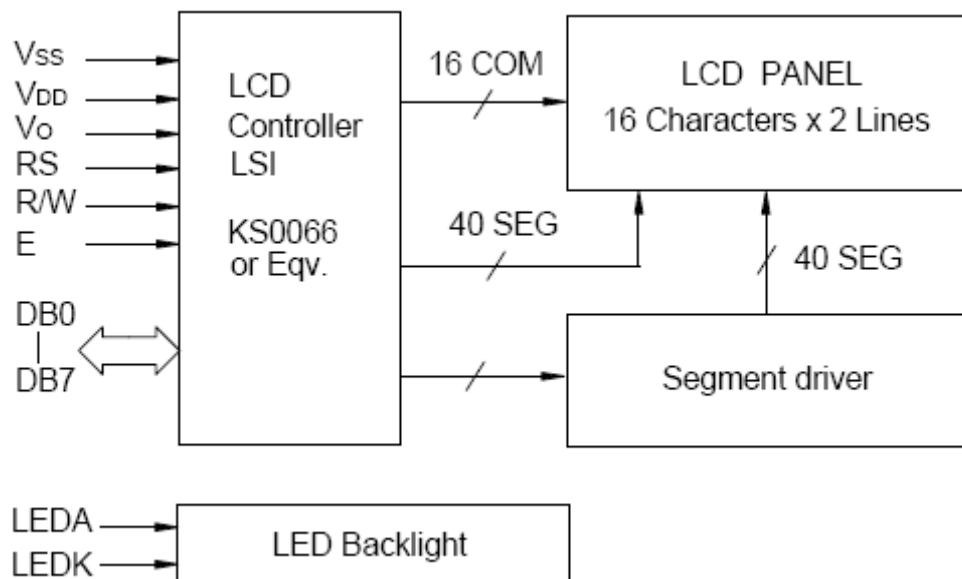 Vss
VDD
Vo
RS
R/W
E
DB0
DB7
LCD
Controller
LSI
KS0066
or Eqv.
16 COM
40 SEG
LCD PANEL
16 Characters x 2 Lines
40 SEG
Segment driver
LEDA
LEDK
LED Backlight